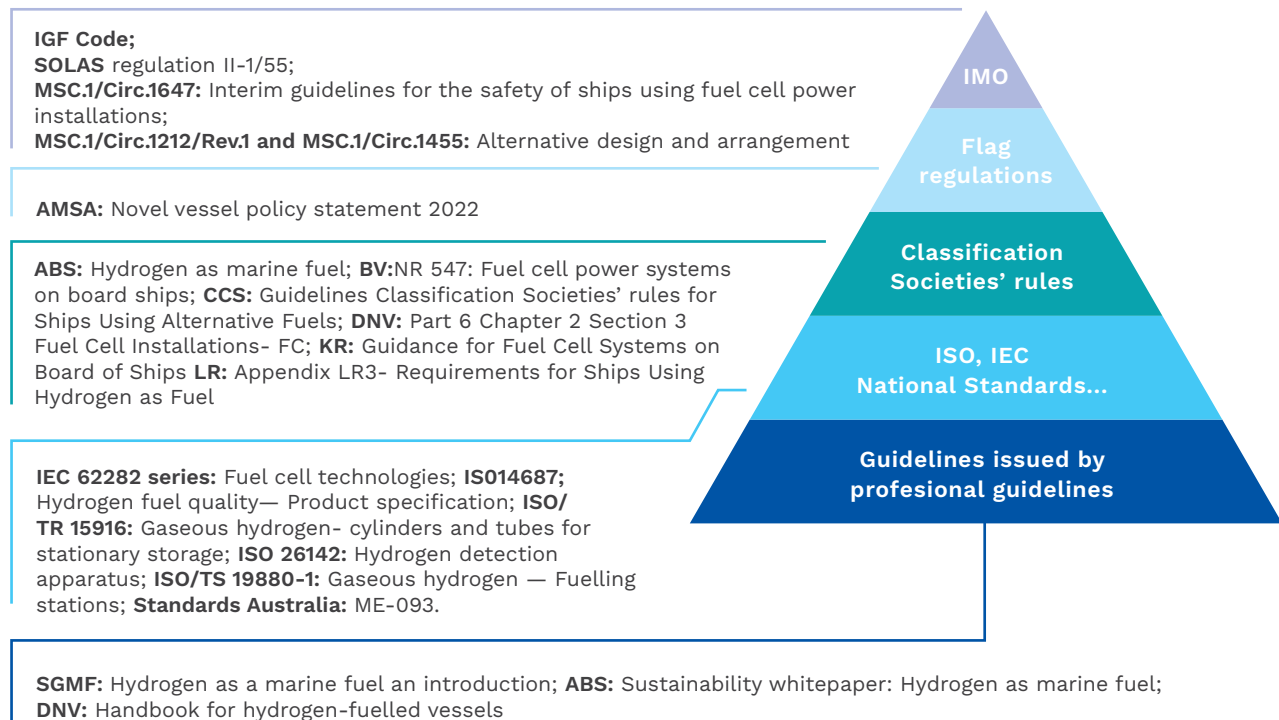 IGF Code;
SOLAS regulation II-1/55;
MSC.1/Circ.1647: Interim guidelines for the safety of ships using fuel cell power
installations;
MSC.1/Circ.1212/Rev.1 and MSC.1/Circ.1455: Alternative design and arrangement
IMO
Flag
regulations
AMSA: Novel vessel policy statement 2022
Classification
Societies’ rules
ABS: Hydrogen as marine fuel; BV:NR 547: Fuel cell power systems
on board ships; CCS: Guidelines Classification Societies’ rules for
Ships Using Alternative Fuels; DNV: Part 6 Chapter 2 Section 3
Fuel Cell Installations- FC; KR: Guidance for Fuel Cell Systems on
Board of Ships LR: Appendix LR3- Requirements for Ships Using
Hydrogen as Fuel
ISO, IEC
National Standards...
IEC 62282 series: Fuel cell technologies; IS014687;
Hydrogen fuel quality— Product specification; ISO/
TR 15916: Gaseous hydrogen- cylinders and tubes for
stationary storage; ISO 26142: Hydrogen detection
apparatus; ISO/TS 19880-1: Gaseous hydrogen — Fuelling
stations; Standards Australia: ME-093.
Guidelines issued by
profesional guidelines
SGMF: Hydrogen as a marine fuel an introduction; ABS: Sustainability whitepaper: Hydrogen as marine fuel;
DNV: Handbook for hydrogen-fuelled vessels